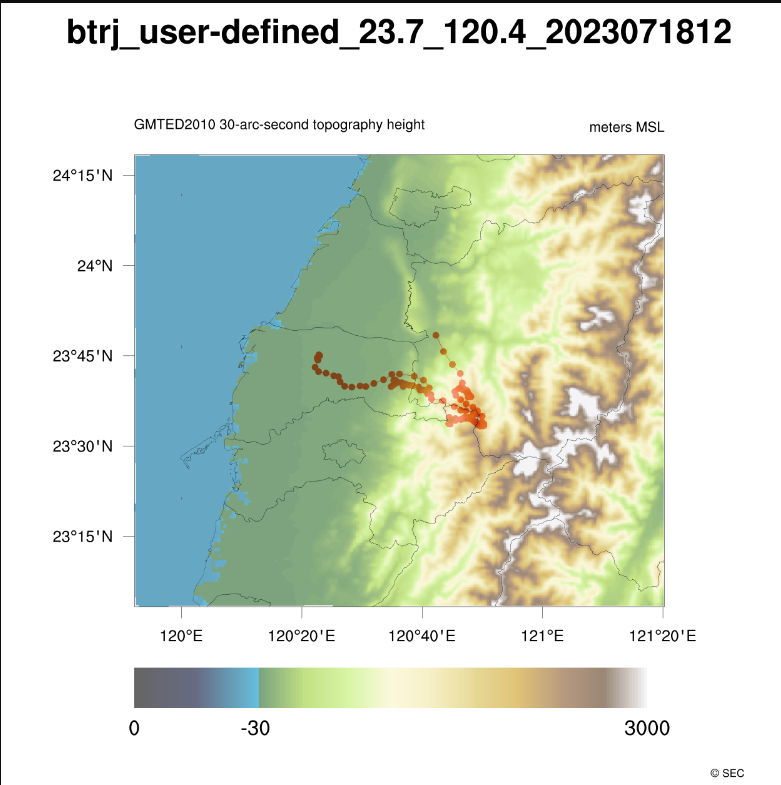 btrj_user-defined_23.7_120.4_2023071812
GMTED2010 30-arc-second topography height
meters MSL
24°15'N
24°N
23°45'N
23°30'N
23°15'N
120°E 120°20'E 120°40'E 121°E 121°20'E
0 -30 3000
© SEC